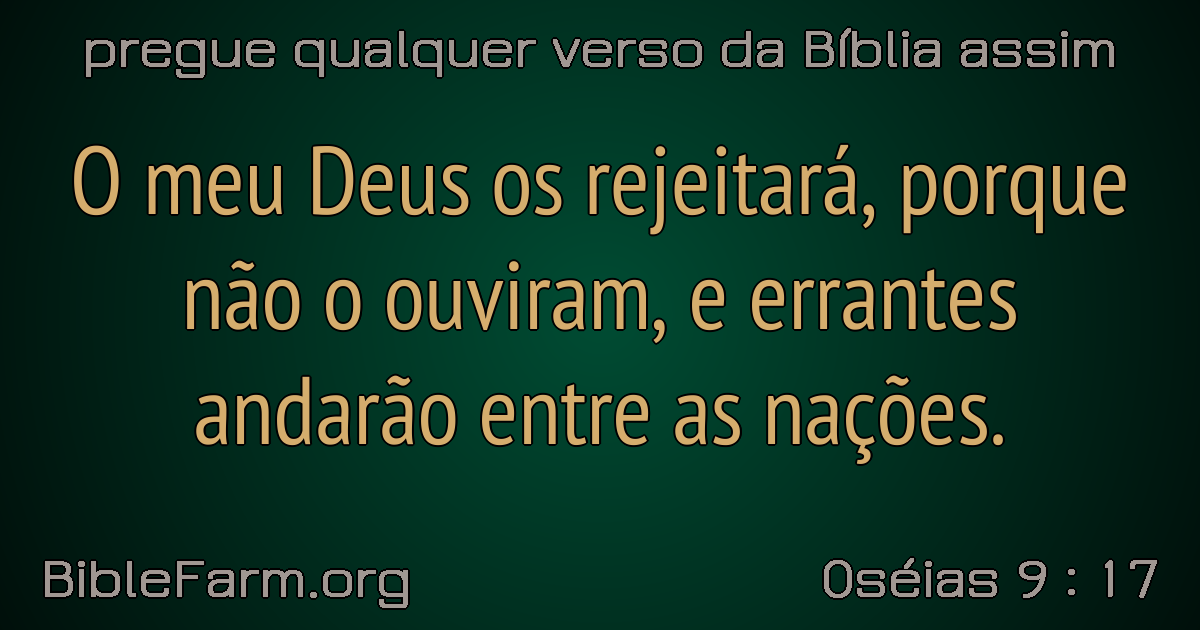 pregue qualquer verso da Bíblia assim
O meu Deus os rejeitará, porque
não o ouviram, e errantes
andarão entre as nações.
BibleFarm.org
Oséias 9 : 17